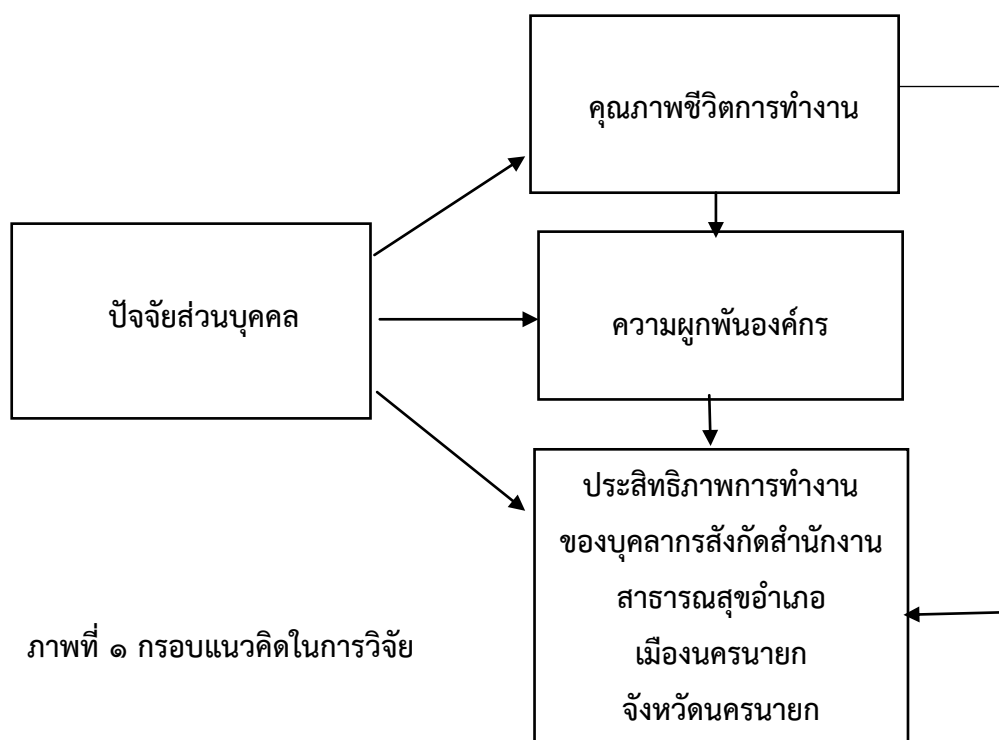 คุณภาพชีวิตการทำงาน
ปัจจัยส่วนบุคคล
ความผูกพันองค์กร
ประสิทธิภาพการทำงาน
ของบุคลากรสังกัดสำนักงาน
สาธารณสุขอำเภอ
เมืองนครนายก
จังหวัดนครนายก
ภาพที่ ๑ กรอบแนวคิดในการวิจัย